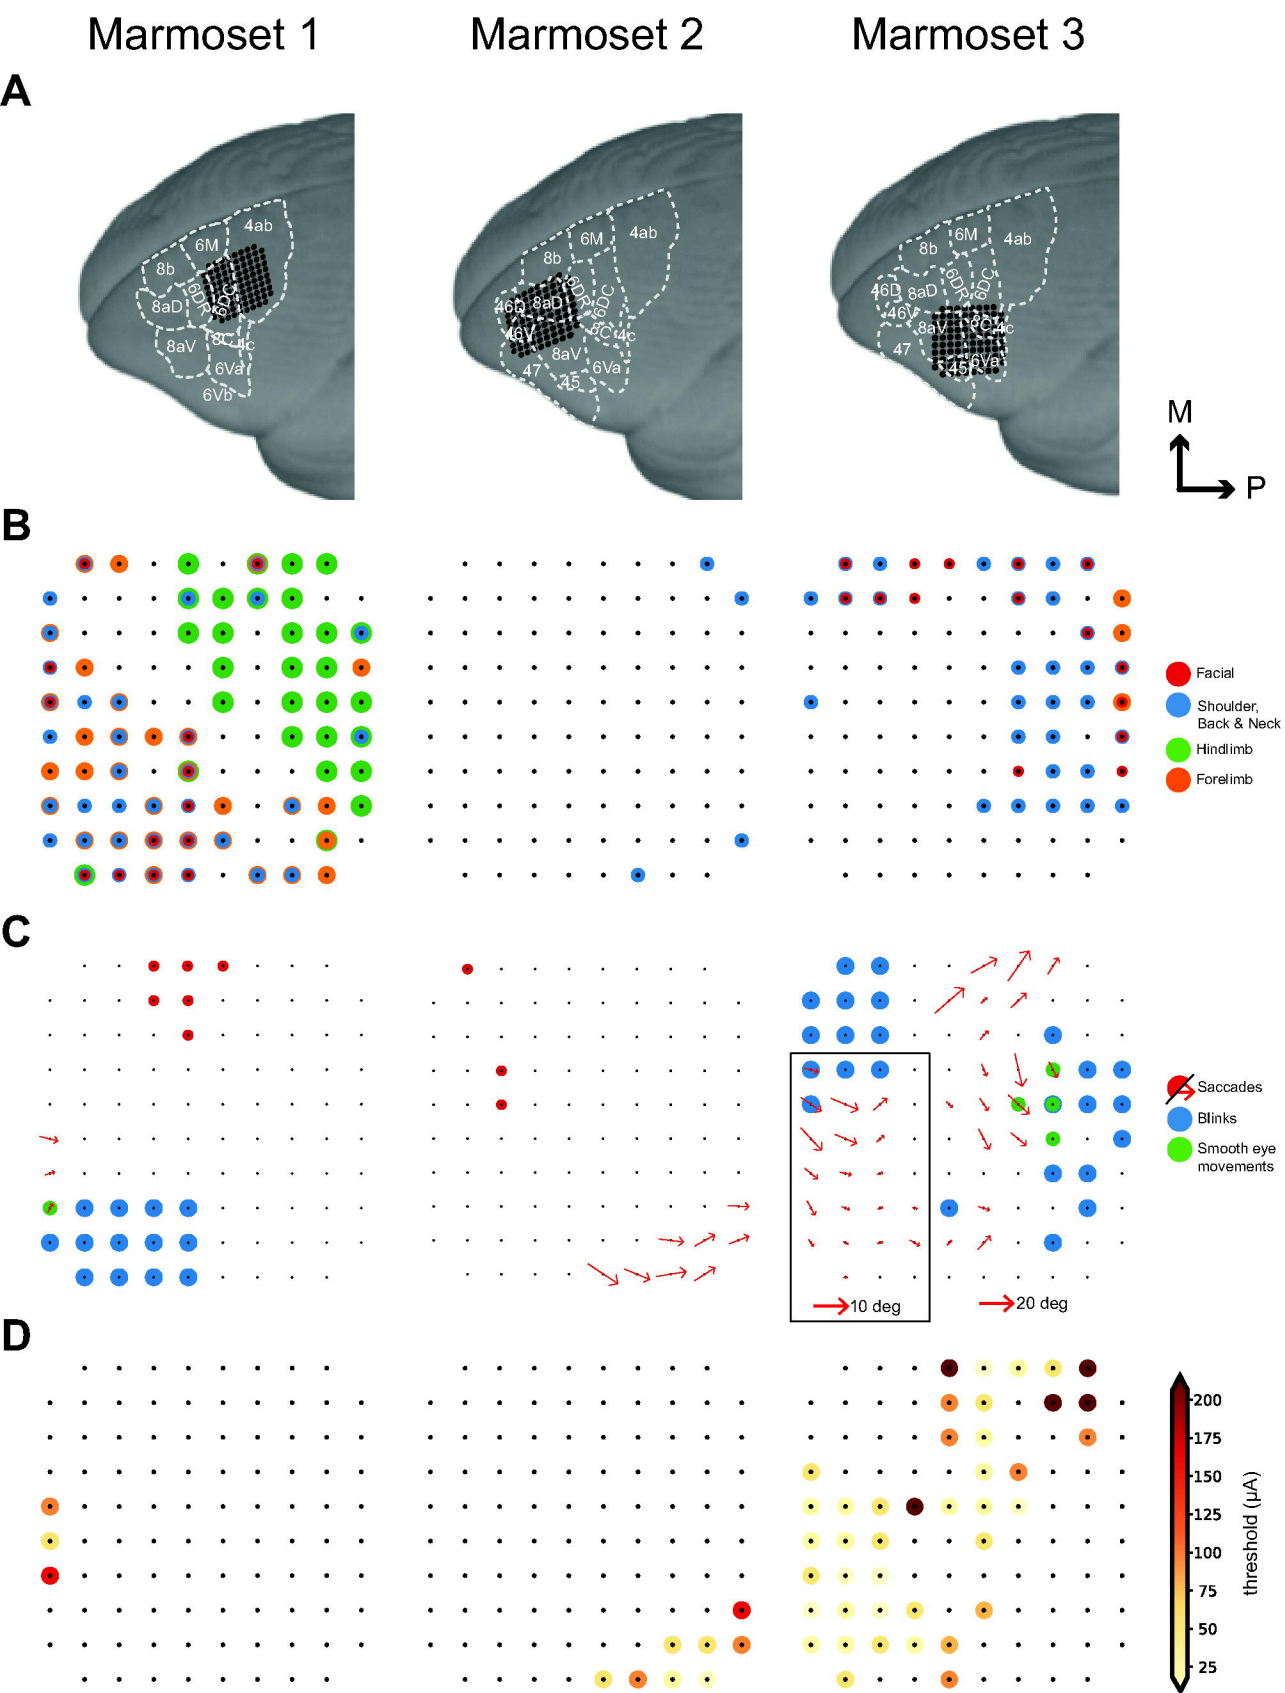 Marmoset 1
Marmoset 2
Marmoset 3
A
4ab
6M
8b
6DR
6DC
8aD
8aV
8C
4c
6Va
6Vb
4ab
6M
8b
6DR
6DC
46D
8aD
46V
8C
4c
8aV
6Va
47
45
4ab
6M
8b
6DR
6DC
46D
8aD
46V
8aV
8C
4c
47
6Va
45
M
P
B
Facial
Shoulder,
Back & Neck
Hindlimb
Forelimb
C
Saccades
Blinks
Smooth eye
movements
10 deg
20 deg
D
200
175
150
125
100
75
50
25
threshold (μA)